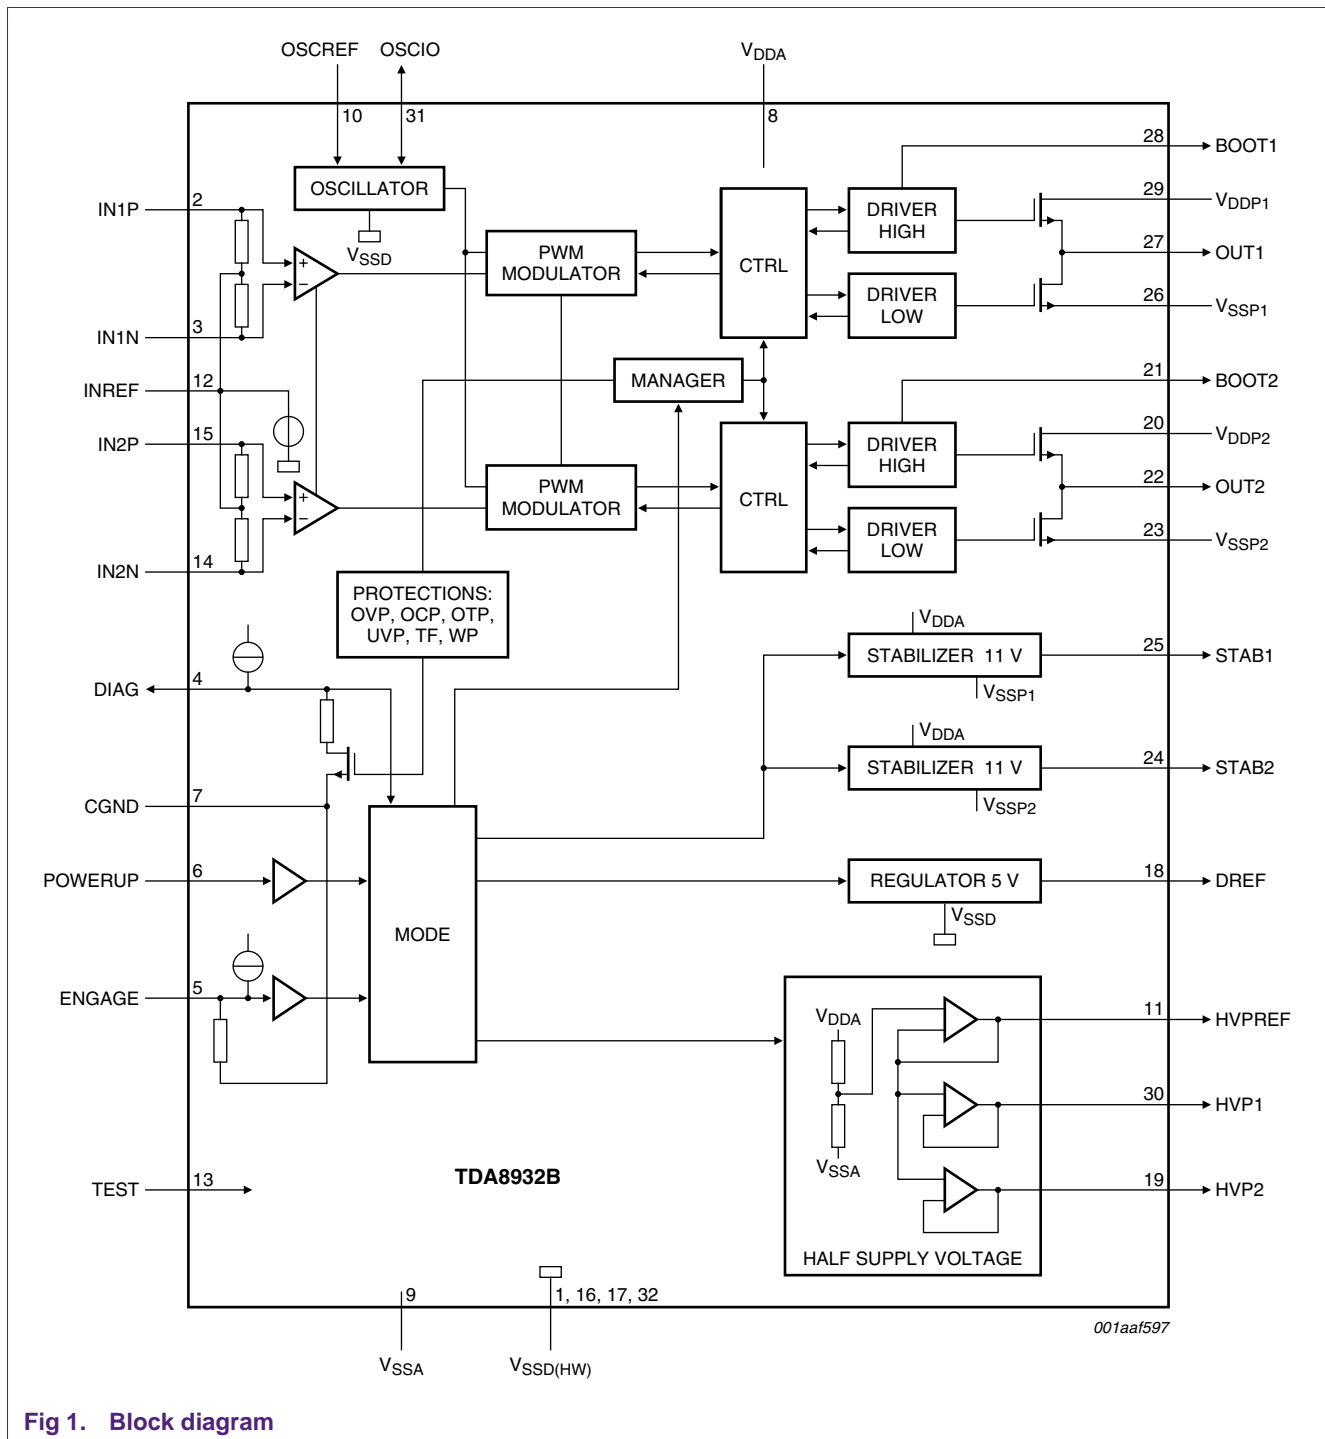 OSCREF OSCIO VDDA
10 31 8
28 BOOT1
OSCILLATOR
VSSD
IN1P 2
IN1N 3
INREF 12
IN2P 15
IN2N 14
+
−
+
−
PWM
MODULATOR
PWM
MODULATOR
CTRL
CTRL
MANAGER
DRIVER
HIGH
DRIVER
LOW
29 VDDP1
27 OUT1
26 VSSP1
21 BOOT2
DRIVER
HIGH
DRIVER
LOW
20 VDDP2
22 OUT2
23 VSSP2
PROTECTIONS:
OVP, OCP, OTP,
UVP, TF, WP
VDDA
STABILIZER 11 V
VSSP1
25 STAB1
VDDA
STABILIZER 11 V
VSSP2
24 STAB2
DIAG 4
CGND 7
POWERUP 6
ENGAGE 5
MODE
REGULATOR 5 V
VSSD
18 DREF
VDDA
VSSA
11 HVPREF
30 HVP1
19 HVP2
HALF SUPPLY VOLTAGE
TEST 13
TDA8932B
9
1, 16, 17, 32
VSSA
VSSD(HW)
001aaf597
Fig 1. Block diagram